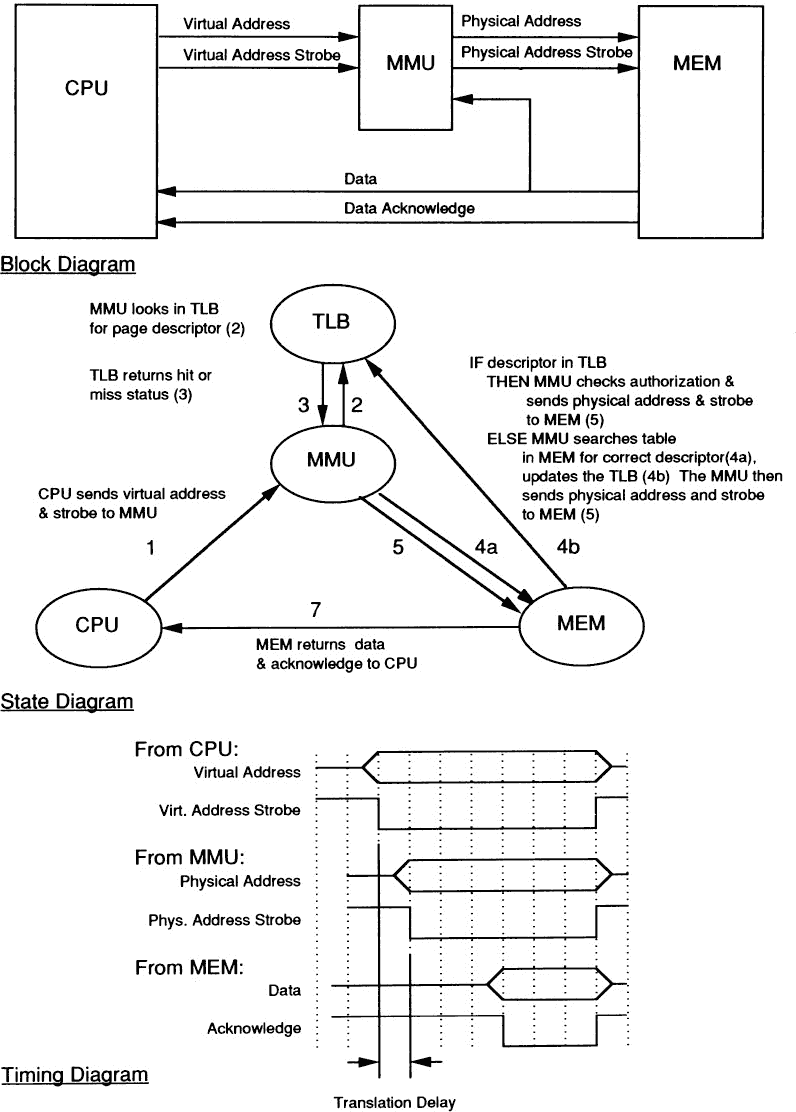 Virtual Address
Physical Address
Virtual Address Strobe
Physical Address Strobe
CPU
MMU
MEM
Data
Data Acknowledge
Block Diagram
MMU looks in TLB
for page descriptor (2)
TLB
TLB returns hit or
miss status (3)
IF descriptor in TLB
THEN MMU checks authorization &
sends physical address & strobe
to MEM (5)
ELSE MMU searches table
in MEM for correct descriptor(4a),
updates the TLB (4b) The MMU then
sends physical address and strobe
to MEM (5)
3
2
MMU
CPU sends virtual address
& strobe to MMU
1
5
4a
4b
7
CPU
MEM
MEM returns data
& acknowledge to CPU
State Diagram
From CPU:
Virtual Address
Virt. Address Strobe
From MMU:
Physical Address
Phys. Address Strobe
From MEM:
Data
Acknowledge
Timing Diagram
Translation Delay